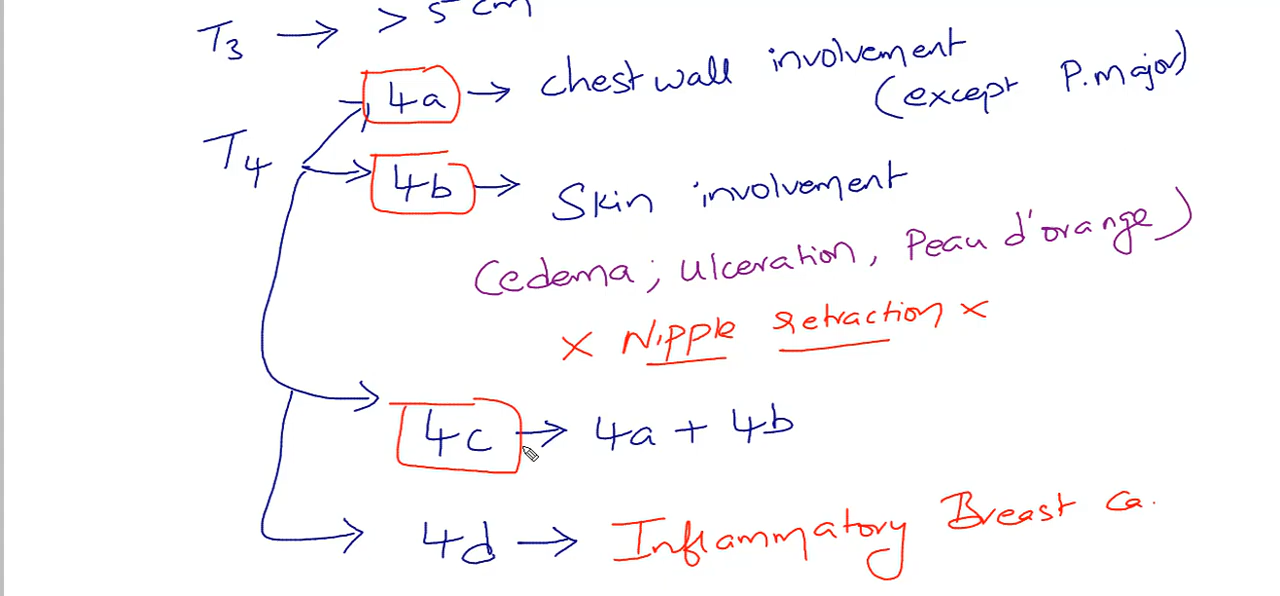 T3 → > 5 cm
4a → chest wall involvement
(except P. major)
T4
4b → Skin involvement
(edema; ulceration, Peau d'orange)
× Nipple retraction ×
4c → 4a + 4b
4d → Inflammatory Breast Ca.